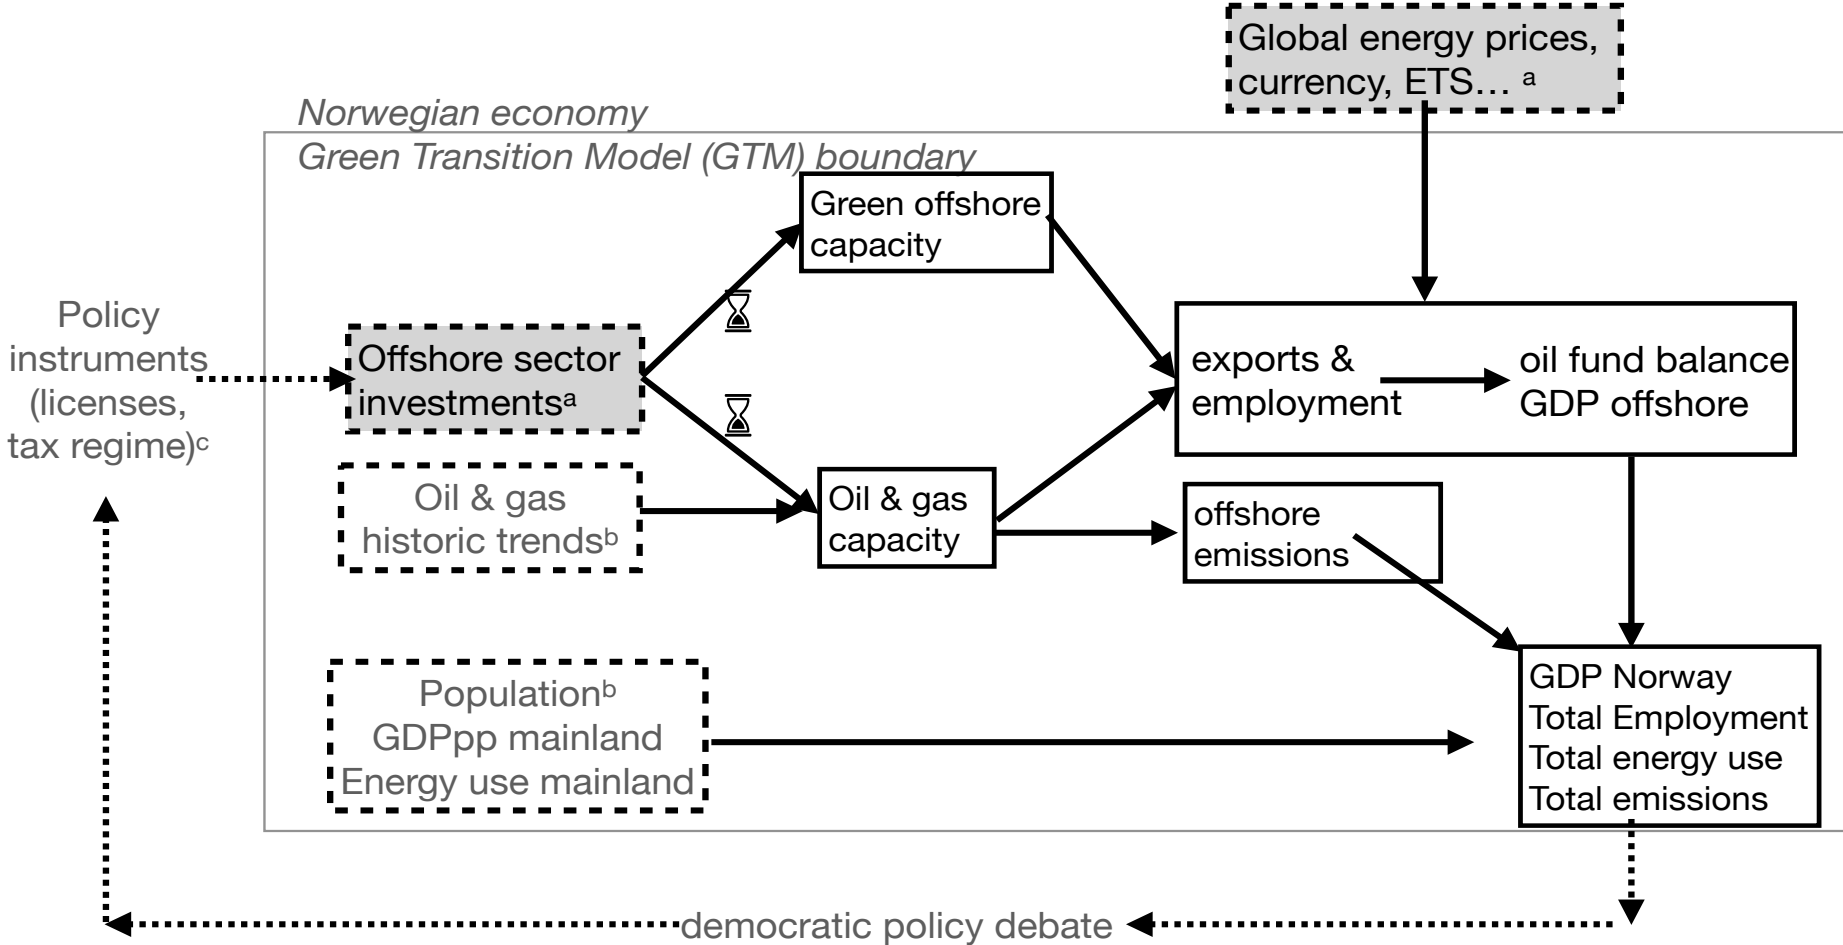 Global energy prices,
currency, ETS… ᵃ
Norwegian economy
Green Transition Model (GTM) boundary
Green offshore
capacity
Policy
instruments
(licenses,
tax regime)ᶜ
Offshore sector
investmentsᵃ
exports &
employment
oil fund balance
GDP offshore
Oil & gas
historic trendsᵇ
Oil & gas
capacity
offshore
emissions
Populationᵇ
GDPpp mainland
Energy use mainland
GDP Norway
Total Employment
Total energy use
Total emissions
democratic policy debate